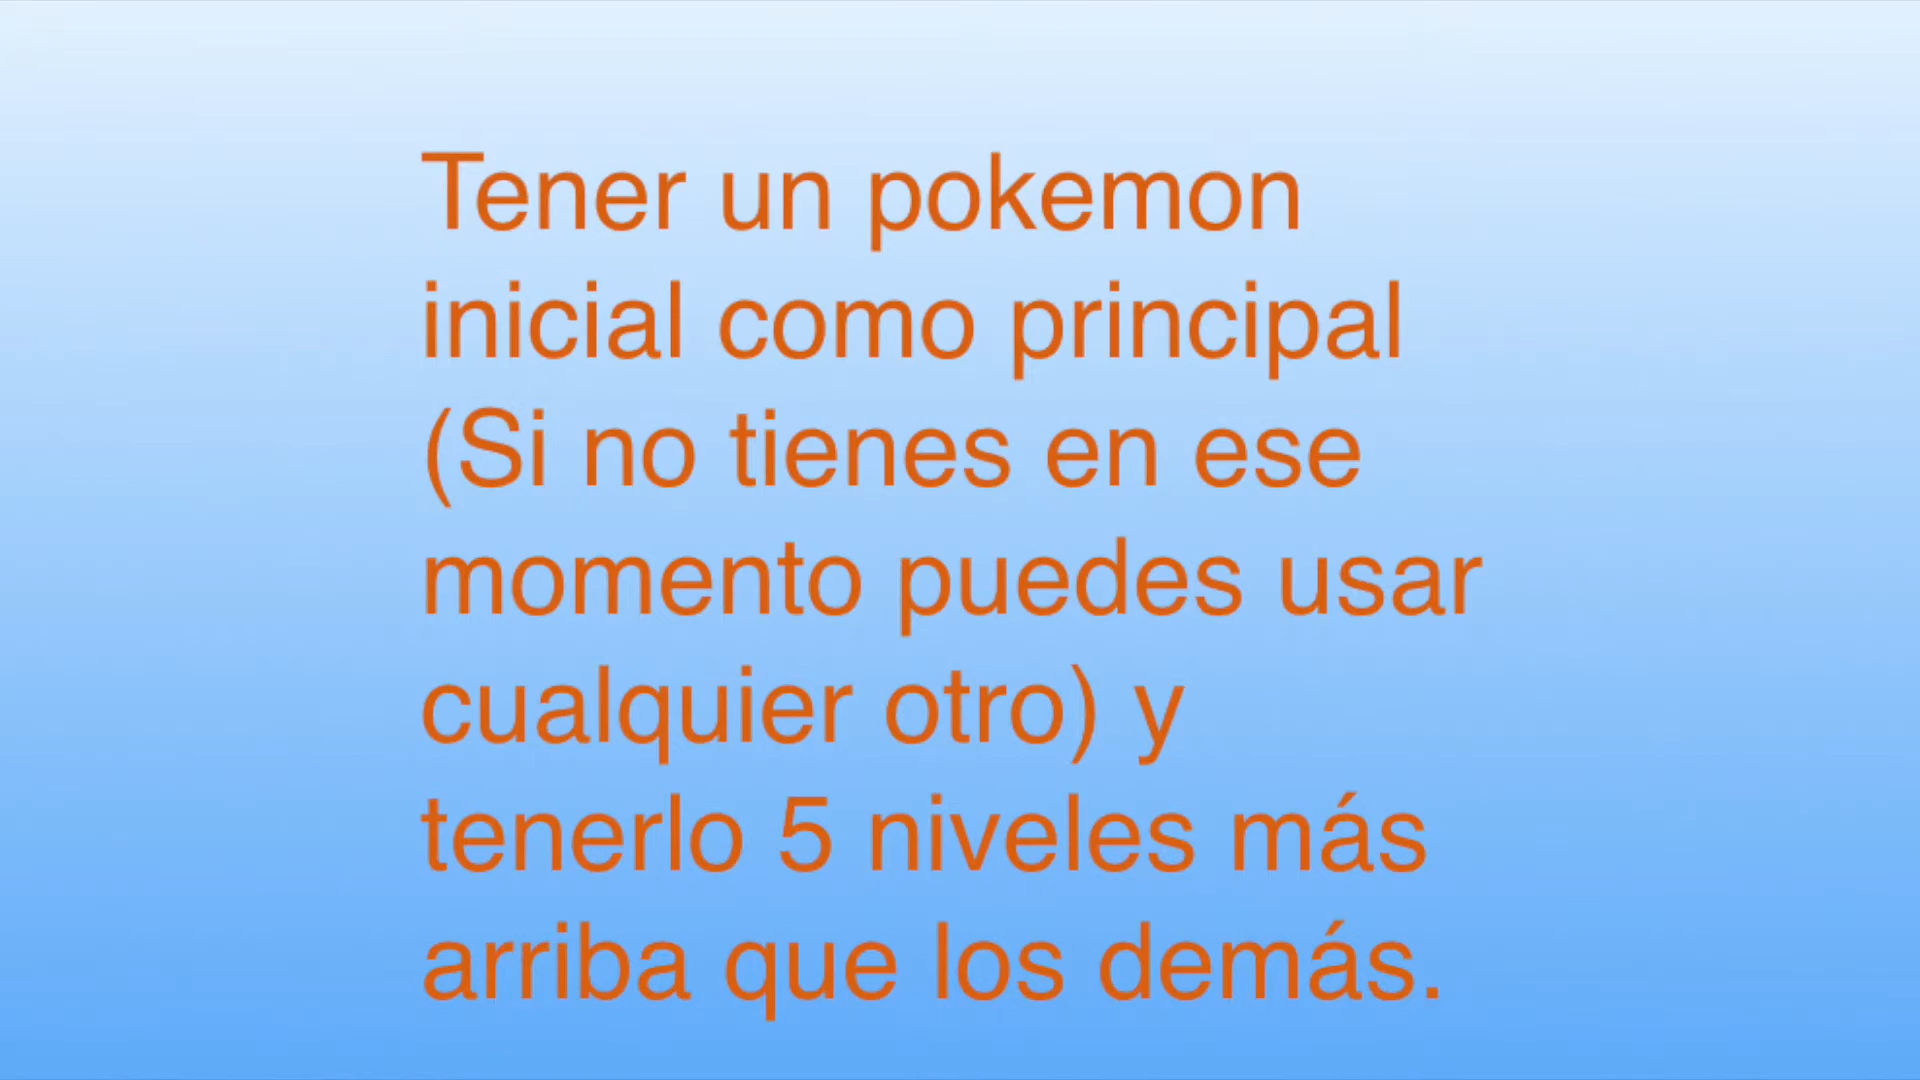 Tener un pokemon
inicial como principal
(Si no tienes en ese
momento puedes usar
cualquier otro) y
tenerlo 5 niveles más
arriba que los demás.